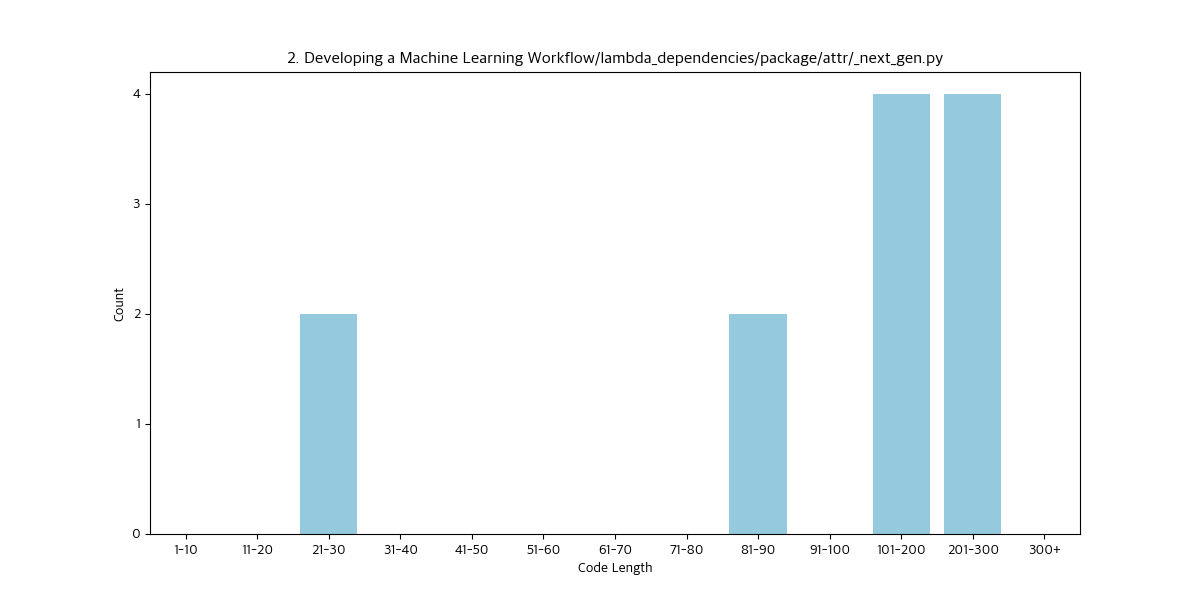 2. Developing a Machine Learning Workflow/lambda_dependencies/package/attr/_next_gen.py
4
3
2
1
0
Count
1-10 11-20 21-30 31-40 41-50 51-60 61-70 71-80 81-90 91-100 101-200 201-300 300+
Code Length